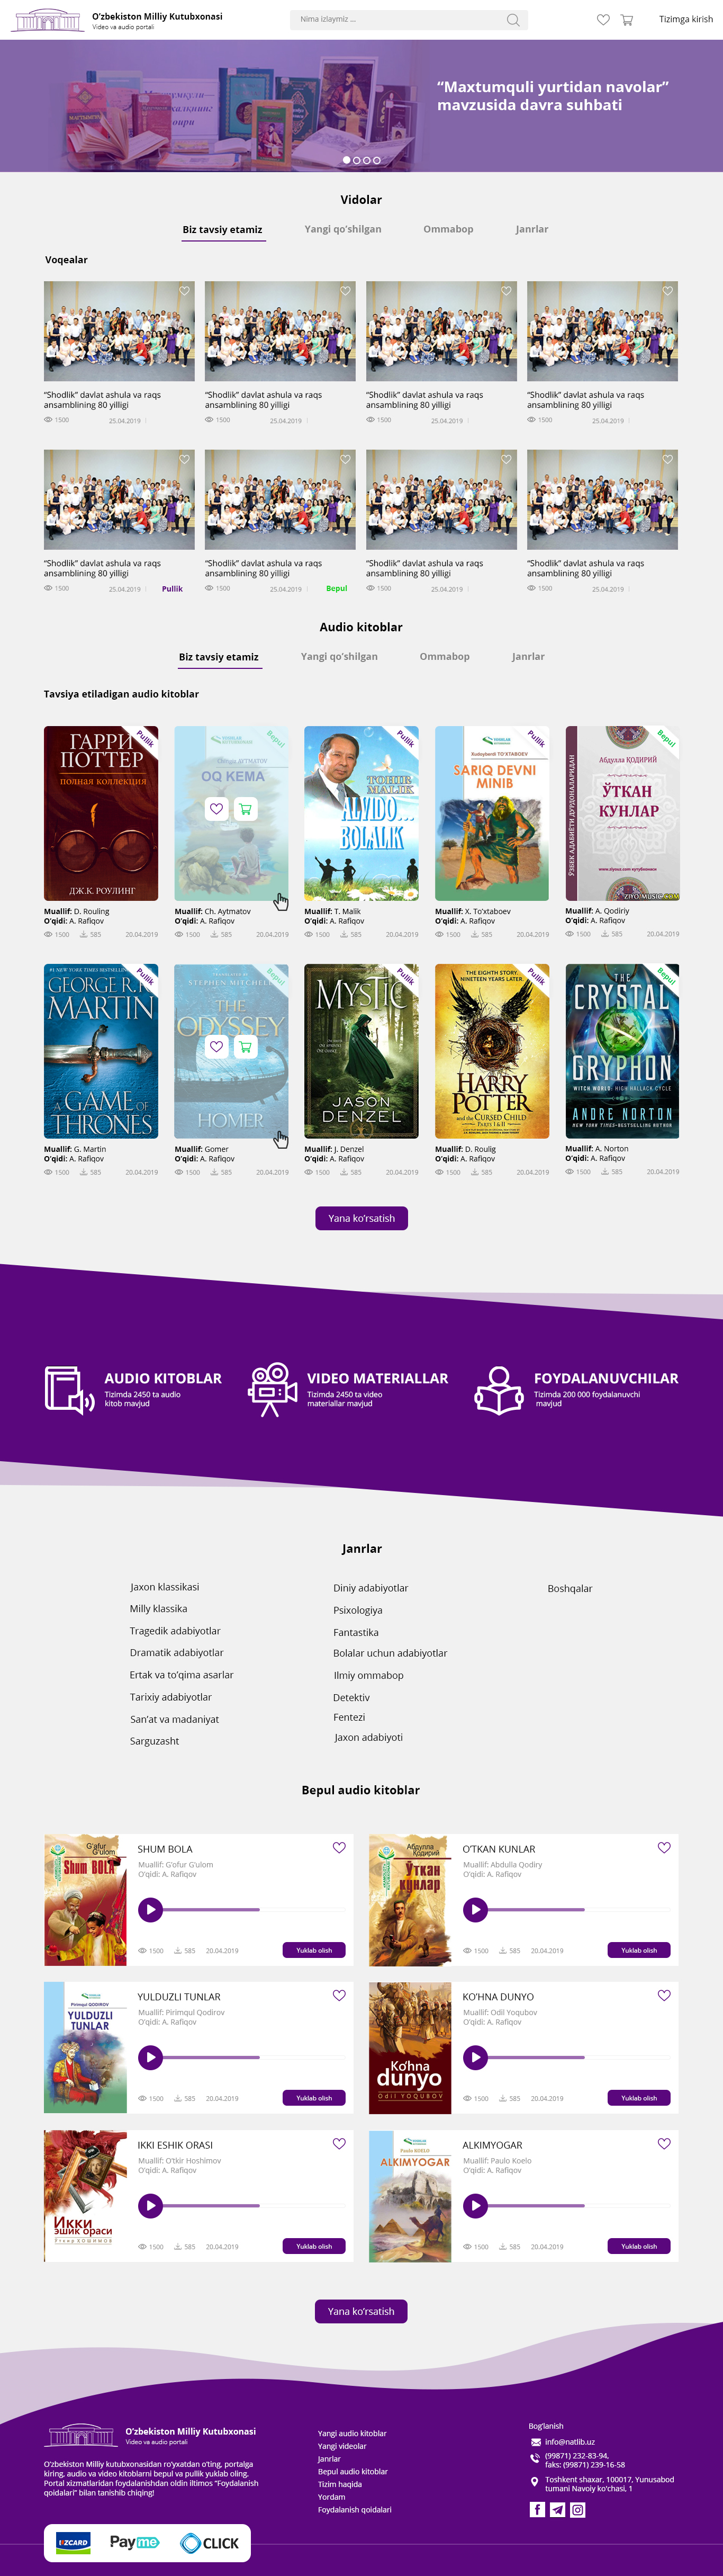 O‘zbekiston Milliy Kutubxonasi
Video va audio portali
Nima izlaymiz ...
Tizimga kirish
“Maxtumquli yurtidan navolar”
mavzusida davra suhbati
Vidolar
Biz tavsiy etamiz
Yangi qo‘shilgan
Ommabop
Janrlar
Voqealar
“Shodlik” davlat ashula va raqs
ansamblining 80 yilligi
1500
25.04.2019
“Shodlik” davlat ashula va raqs
ansamblining 80 yilligi
1500
25.04.2019
“Shodlik” davlat ashula va raqs
ansamblining 80 yilligi
1500
25.04.2019
“Shodlik” davlat ashula va raqs
ansamblining 80 yilligi
1500
25.04.2019
“Shodlik” davlat ashula va raqs
ansamblining 80 yilligi
1500
25.04.2019
Pullik
“Shodlik” davlat ashula va raqs
ansamblining 80 yilligi
1500
25.04.2019
Bepul
“Shodlik” davlat ashula va raqs
ansamblining 80 yilligi
1500
25.04.2019
“Shodlik” davlat ashula va raqs
ansamblining 80 yilligi
1500
25.04.2019
Audio kitoblar
Biz tavsiy etamiz
Yangi qo‘shilgan
Ommabop
Janrlar
Tavsiya etiladigan audio kitoblar
Pullik
ГАРРИ
ПОТТЕР
полная коллекция
ДЖ.К. РОУЛИНГ
Muallif: D. Rouling
O‘qidi: A. Rafiqov
1500 585 20.04.2019
Bepul
Chingiz AYTMATOV
OQ KEMA
Muallif: Ch. Aytmatov
O‘qidi: A. Rafiqov
1500 585 20.04.2019
Pullik
TOHIR
MALIK
ALVIDO...
BOLALIK
Muallif: T. Malik
O‘qidi: A. Rafiqov
1500 585 20.04.2019
Pullik
Xudoyberdi TO‘XTABOEV
SARIQ DEVNI
MINIB
Muallif: X. To‘xtaboev
O‘qidi: A. Rafiqov
1500 585 20.04.2019
Bepul
ЎЗБЕК АДАБИЁТИ ДУРДОНАЛАРИДАН
Абдулла ҚОДИРИЙ
ЎТКАН
КУНЛАР
www.ziyouz.com кутубхонаси
ZIYO.MUSIC.COM
Muallif: A. Qodiriy
O‘qidi: A. Rafiqov
1500 585 20.04.2019
Pullik
#1 NEW YORK TIMES BESTSELLING
GEORGE R.R.
MARTIN
A GAME OF
THRONES
Muallif: G. Martin
O‘qidi: A. Rafiqov
1500 585 20.04.2019
Bepul
STEPHEN MITCHELL
THE
ODYSSEY
HOMER
Muallif: Gomer
O‘qidi: A. Rafiqov
1500 585 20.04.2019
Pullik
MYSTIC
JASON
DENZEL
Muallif: J. Denzel
O‘qidi: A. Rafiqov
1500 585 20.04.2019
Pullik
THE EIGHTH STORY.
NINETEEN YEARS LATER.
HARRY
POTTER
and the CURSED CHILD
PARTS I & II
Muallif: D. Roulig
O‘qidi: A. Rafiqov
1500 585 20.04.2019
Bepul
THE
CRYSTAL
GRYPHON
WITCH WORLD: HIGH HALLACK CYCLE
ANDRE NORTON
NEW YORK TIMES-BESTSELLING AUTHOR
Muallif: A. Norton
O‘qidi: A. Rafiqov
1500 585 20.04.2019
Yana ko‘rsatish
AUDIO KITOBLAR
Tizimda 2450 ta audio
kitob mavjud
VIDEO MATERIALLAR
Tizimda 2450 ta video
materiallar mavjud
FOYDALANUVCHILAR
Tizimda 200 000 foydalanuvchi
mavjud
Janrlar
Jaxon klassikasi
Milly klassika
Tragedik adabiyotlar
Dramatik adabiyotlar
Ertak va to‘qima asarlar
Tarixiy adabiyotlar
San’at va madaniyat
Sarguzasht
Diniy adabiyotlar
Psixologiya
Fantastika
Bolalar uchun adabiyotlar
Ilmiy ommabop
Detektiv
Fentezi
Jaxon adabiyoti
Boshqalar
Bepul audio kitoblar
G‘afur
G‘ulom
Shum BOLA
SHUM BOLA
Muallif: G‘ofur G‘ulom
O‘qidi: A. Rafiqov
1500 585 20.04.2019
Yuklab olish
Абдулла
Қодирий
Ўткан
кунлар
O‘TKAN KUNLAR
Muallif: Abdulla Qodiry
O‘qidi: A. Rafiqov
1500 585 20.04.2019
Yuklab olish
Pirimqul QODIROV
YULDUZLI
TUNLAR
YULDUZLI TUNLAR
Muallif: Pirimqul Qodirov
O‘qidi: A. Rafiqov
1500 585 20.04.2019
Yuklab olish
Ko‘hna
dunyo
Odil YOQUBOV
KO‘HNA DUNYO
Muallif: Odil Yoqubov
O‘qidi: A. Rafiqov
1500 585 20.04.2019
Yuklab olish
Икки
эшик ораси
Ўткир ҲОШИМОВ
IKKI ESHIK ORASI
Muallif: O‘tkir Hoshimov
O‘qidi: A. Rafiqov
1500 585 20.04.2019
Yuklab olish
Paulo KOELO
ALKIMYOGAR
ALKIMYOGAR
Muallif: Paulo Koelo
O‘qidi: A. Rafiqov
1500 585 20.04.2019
Yuklab olish
Yana ko‘rsatish
O‘zbekiston Milliy Kutubxonasi
Video va audio portali
O‘zbekiston Milliy kutubxonasidan ro‘yxatdan o‘ting, portalga
kiring, audio va video kitoblarni bepul va pullik yuklab oling.
Portal xizmatlaridan foydalanishdan oldin iltimos “Foydalanish
qoidalari” bilan tanishib chiqing!
Yangi audio kitoblar
Yangi videolar
Janrlar
Bepul audio kitoblar
Tizim haqida
Yordam
Foydalanish qoidalari
Bog‘lanish
info@natlib.uz
(99871) 232-83-94,
faks: (99871) 239-16-58
Toshkent shaxar, 100017, Yunusabod
tumani Navoiy ko‘chasi, 1
UZCARD
Payme
CLICK